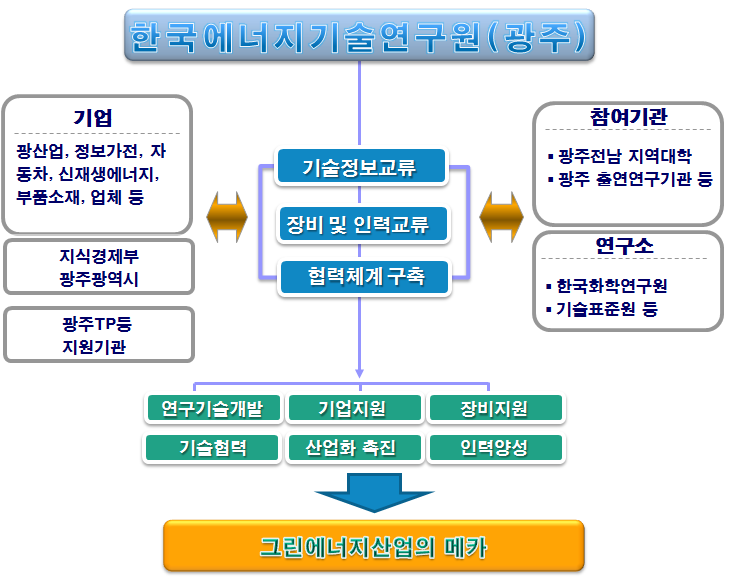 한국에너지기술연구원(광주)
기업
광산업, 정보가전, 자
동차, 신재생에너지,
부품소재, 업체 등
지식경제부
광주광역시
광주TP등
지원기관
기술정보교류
장비 및 인력교류
협력체계 구축
참여기관
▪ 광주전남 지역대학
▪ 광주 출연연구기관 등
연구소
▪ 한국화학연구원
▪ 기술표준원 등
연구기술개발
기업지원
장비지원
기술협력
산업화 촉진
인력양성
그린에너지산업의 메카